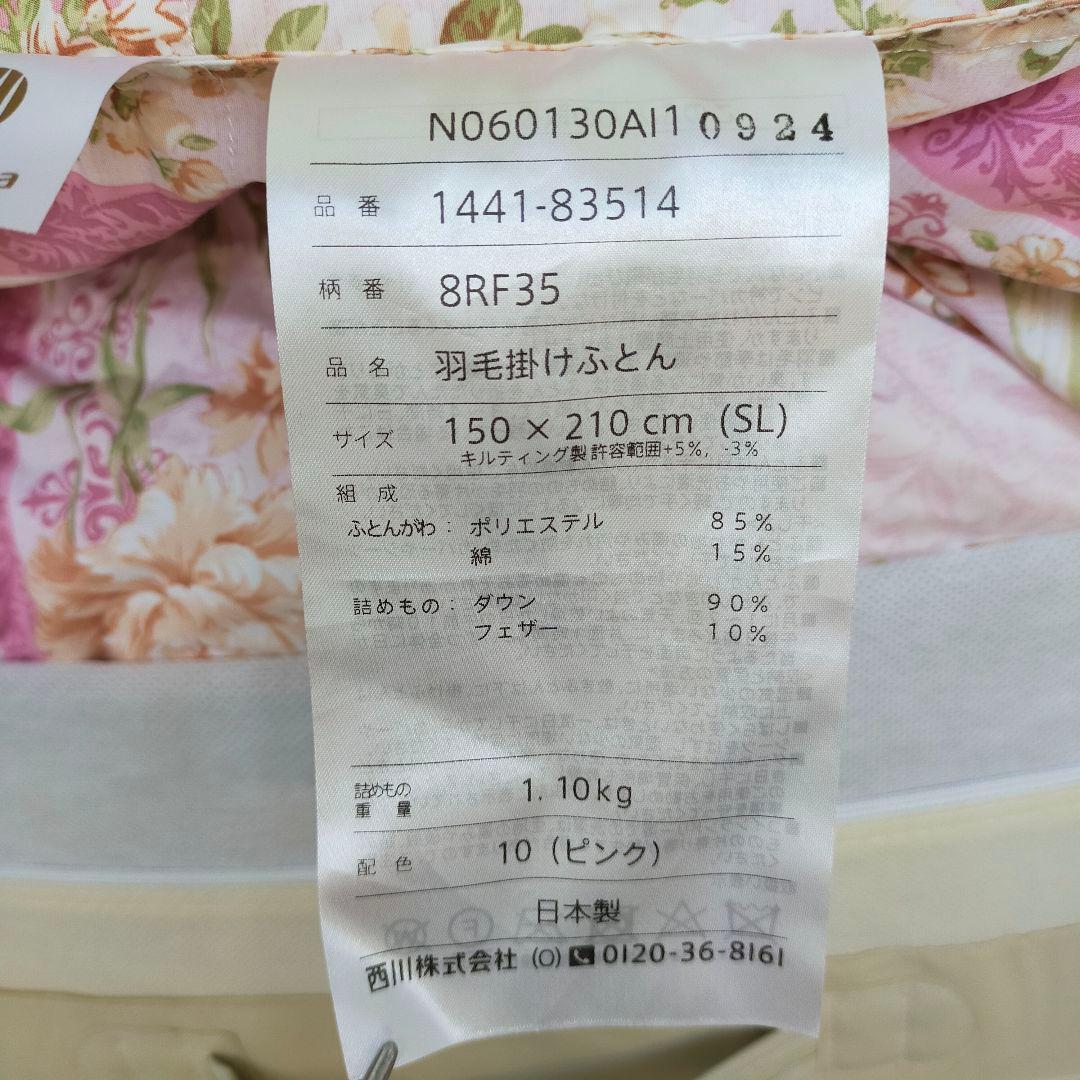 N060130AI1 0924
品番 1441-83514
柄番 8RF35
品名 羽毛掛けふとん
サイズ 150 × 210 cm (SL)
キルティング製 許容範囲+5%, -3%
組成
ふとんがわ: ポリエステル 85%
綿 15%
詰めもの: ダウン 90%
フェザー 10%
詰めもの重量 1.10kg
配色 10 (ピンク)
日本製
西川株式会社 (O) 0120-36-8161